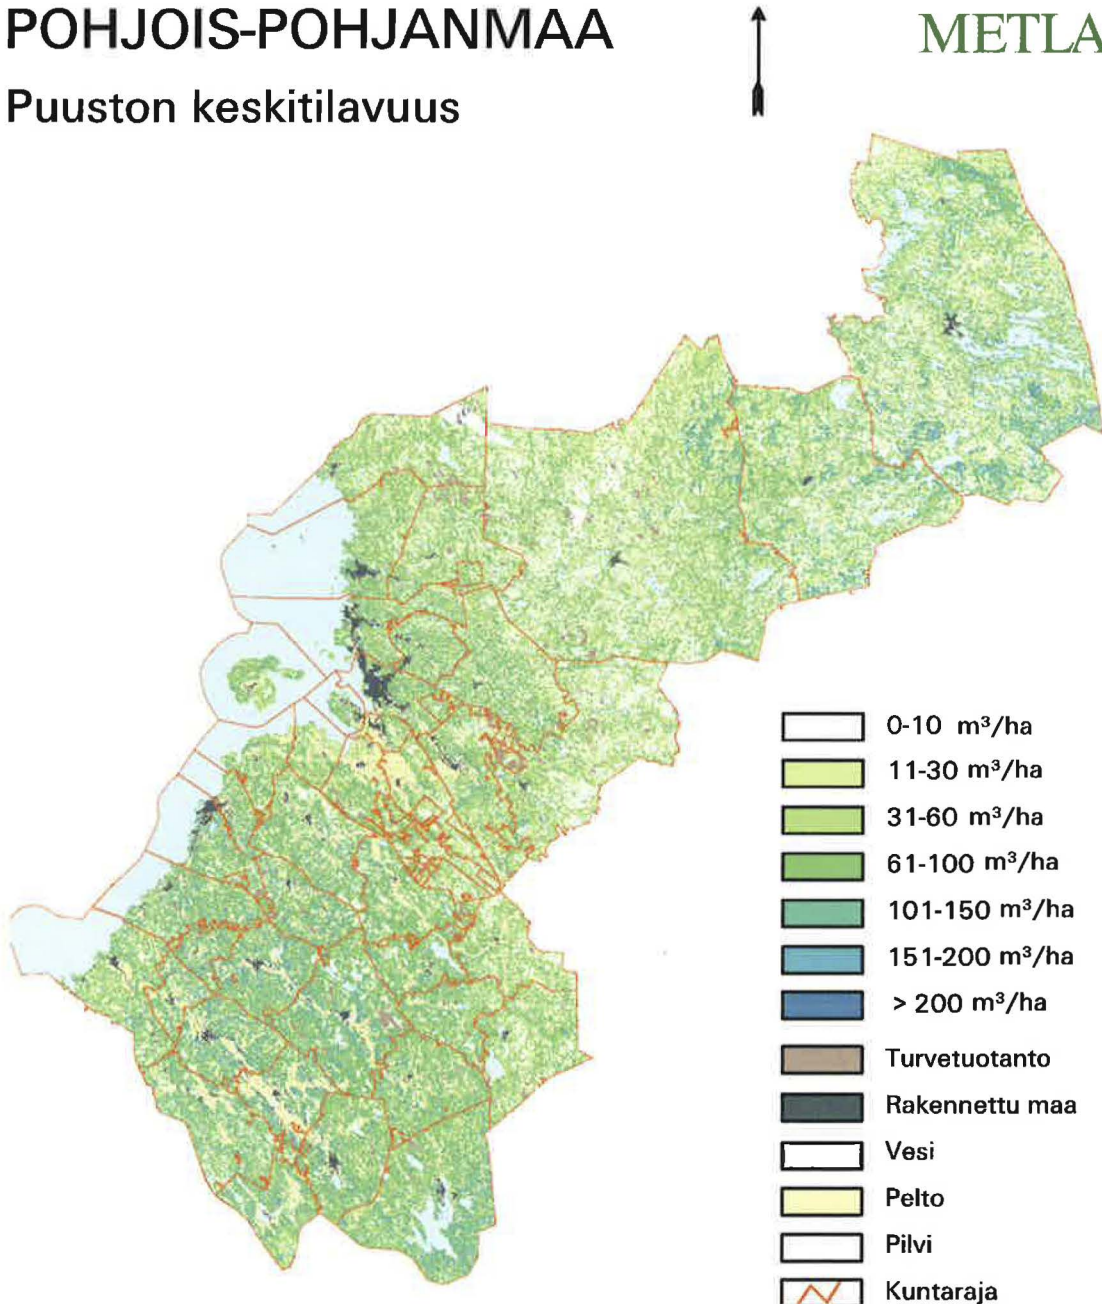 POHJOIS-POHJANMAA
METLA
Puuston keskitilavuus
0-10 m³/ha
11-30 m³/ha
31-60 m³/ha
61-100 m³/ha
101-150 m³/ha
151-200 m³/ha
> 200 m³/ha
Turvetuotanto
Rakennettu maa
Vesi
Pelto
Pilvi
Kuntaraja